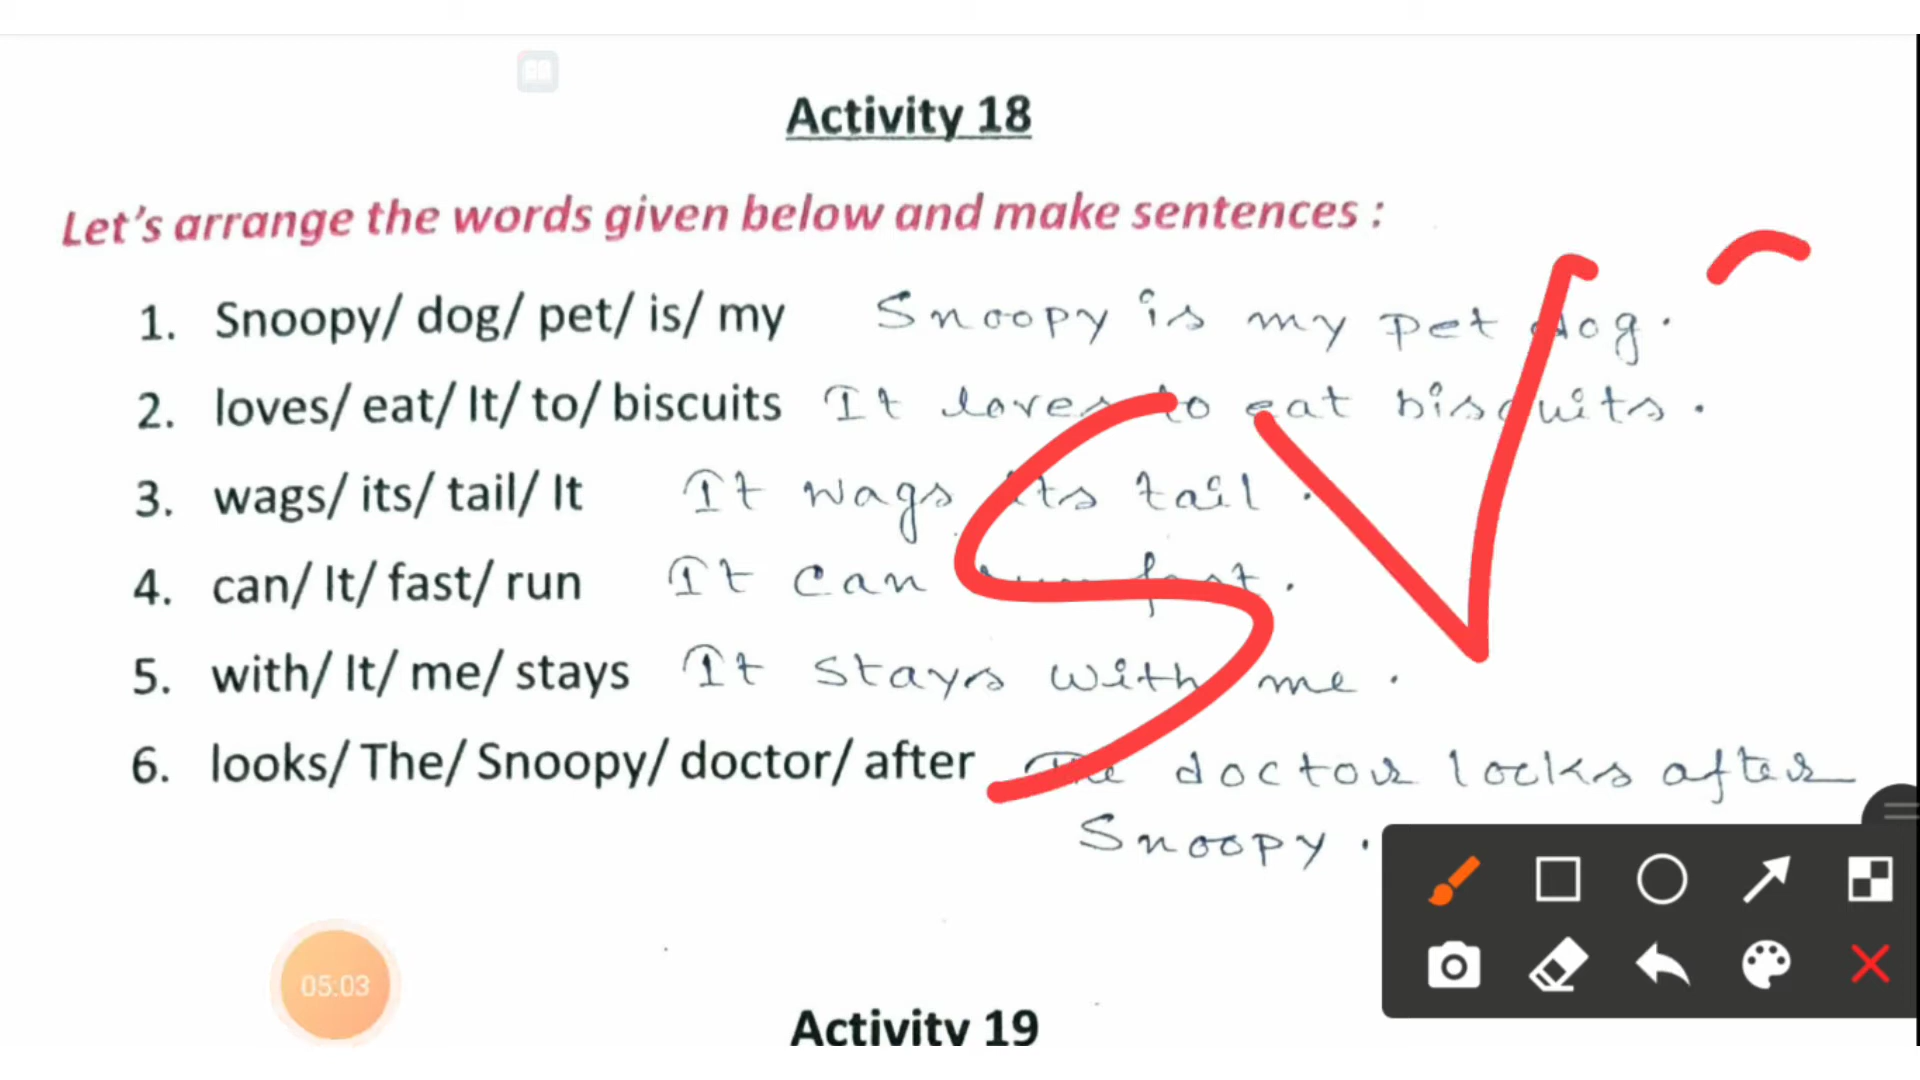 Activity 18
Let's arrange the words given below and make sentences :
1. Snoopy/ dog/ pet/ is/ my Snoopy is my pet dog.
2. loves/ eat/ It/ to/ biscuits It loves to eat biscuits.
3. wags/ its/ tail/ It It wags its tail.
4. can/ It/ fast/ run It can run fast.
5. with/ It/ me/ stays It stays with me.
6. looks/ The/ Snoopy/ doctor/ after The doctor looks after
Snoopy.
05:03
Activity 19
SV